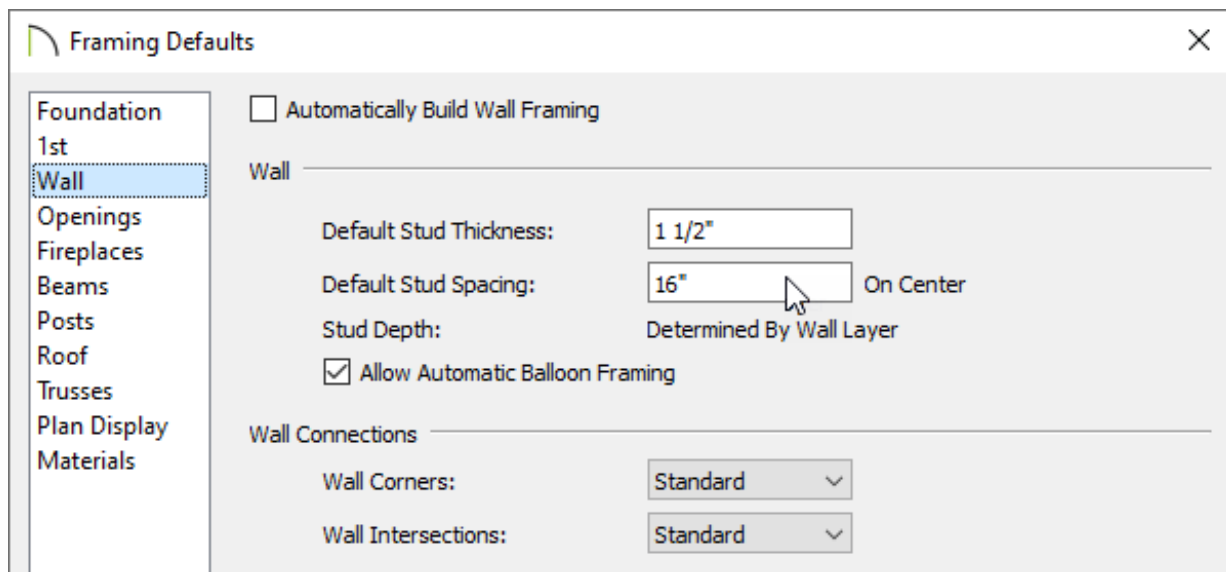 Framing Defaults
Foundation
1st
Wall
Openings
Fireplaces
Beams
Posts
Roof
Trusses
Plan Display
Materials
Automatically Build Wall Framing
Wall
Default Stud Thickness: 1 1/2"
Default Stud Spacing: 16" On Center
Stud Depth: Determined By Wall Layer
Allow Automatic Balloon Framing
Wall Connections
Wall Corners: Standard
Wall Intersections: Standard